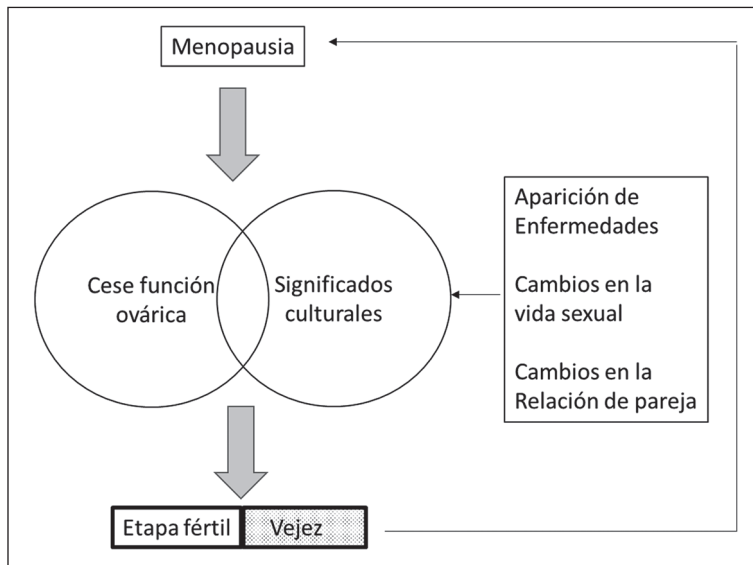 Menopausia
Cese función
ovárica
Significados
culturales
Aparición de
Enfermedades
Cambios en la
vida sexual
Cambios en la
Relación de pareja
Etapa fértil
Vejez